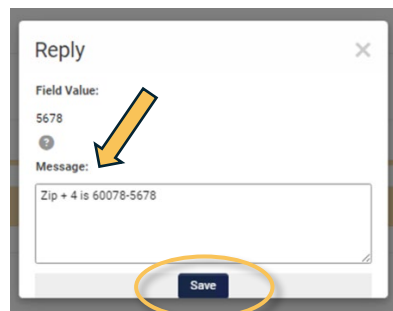 Reply
Field Value:
5678
?
Message:
Zip + 4 is 60078-5678
Save